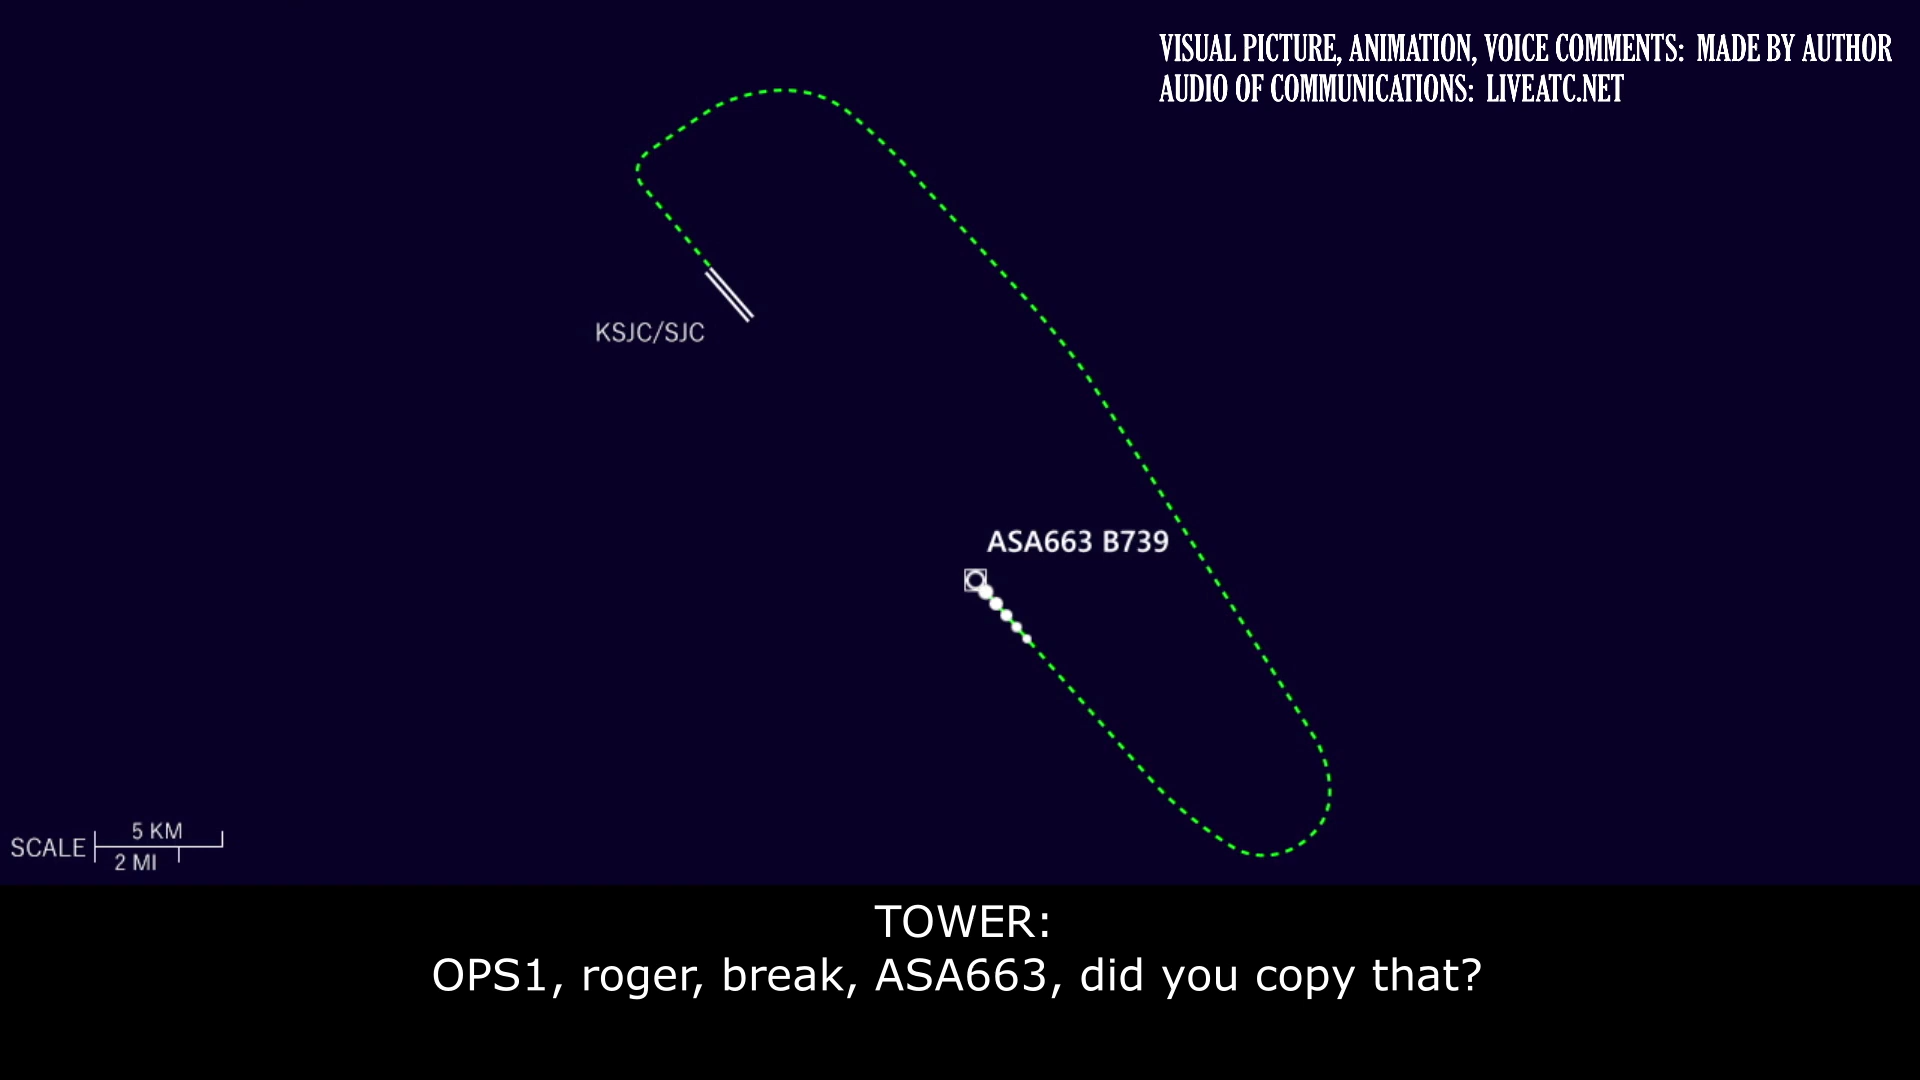 VISUAL PICTURE, ANIMATION, VOICE COMMENTS: MADE BY AUTHOR
AUDIO OF COMMUNICATIONS: LIVEATC.NET
KSJC/SJC
ASA663 B739
5 KM
SCALE
2 MI
TOWER:
OPS1, roger, break, ASA663, did you copy that?